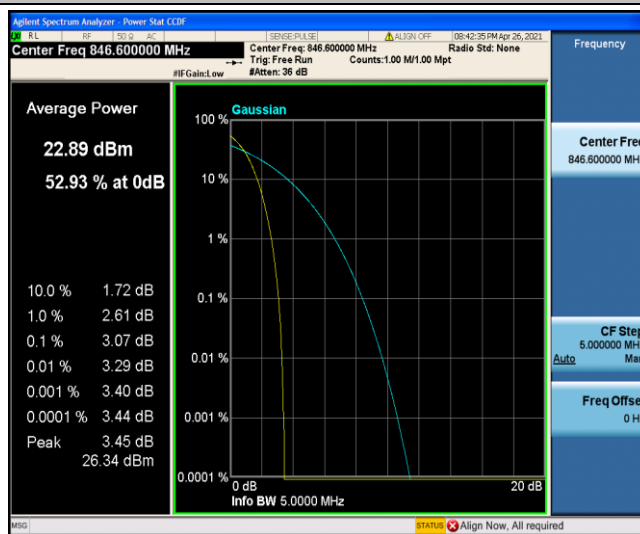 Agilent Spectrum Analyzer - Power Stat CCDF
RL RF 50 Ω AC SENSE:PULSE ALIGN OFF 08:42:35 PM Apr 26, 2021
Center Freq 846.600000 MHz
Center Freq: 846.600000 MHz Radio Std: None
Trig: Free Run Counts:1.00 M/1.00 Mpt
#IFGain:Low #Atten: 36 dB
Frequency
Average Power
22.89 dBm
52.93 % at 0dB
10.0 % 1.72 dB
1.0 % 2.61 dB
0.1 % 3.07 dB
0.01 % 3.29 dB
0.001 % 3.40 dB
0.0001 % 3.44 dB
Peak 3.45 dB
26.34 dBm
Gaussian
100 %
10 %
1 %
0.1 %
0.01 %
0.001 %
0.0001 %
0 dB 20 dB
Info BW 5.0000 MHz
Center Fre
846.600000 MH
CF Step
5.000000 MH
Auto Ma
Freq Offse
0 H
MSG STATUS Align Now, All required